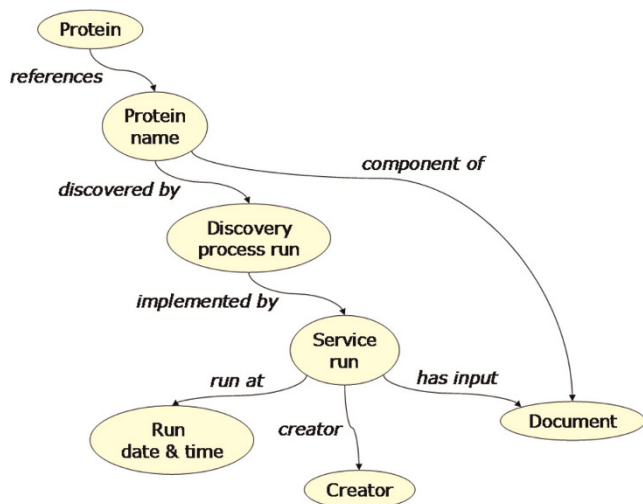 Protein
references
Protein
name
component of
discovered by
Discovery
process run
implemented by
Service
run
run at
has input
Run
date & time
creator
Document
Creator